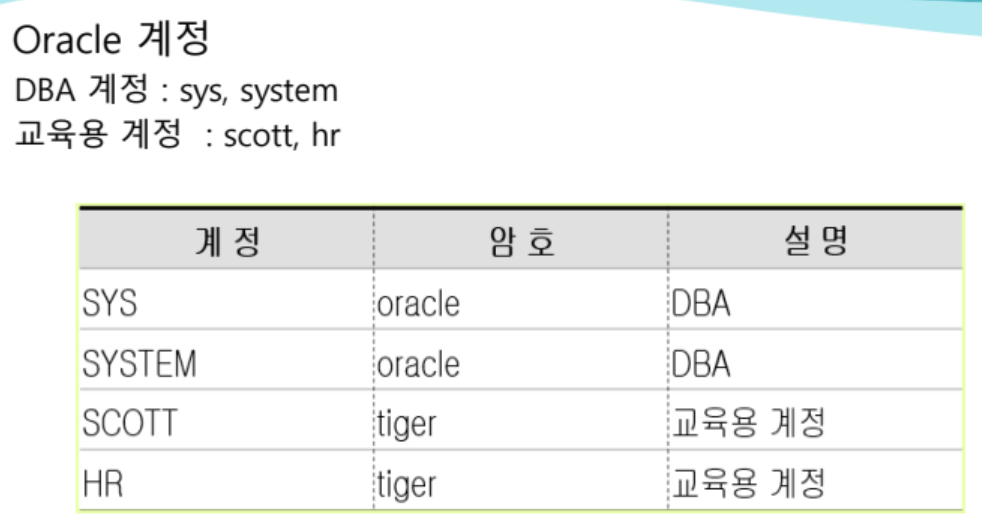 Oracle 계정
DBA 계정 : sys, system
교육용 계정 : scott, hr
계 정 암 호 설 명
SYS oracle DBA
SYSTEM oracle DBA
SCOTT tiger 교육용 계정
HR tiger 교육용 계정